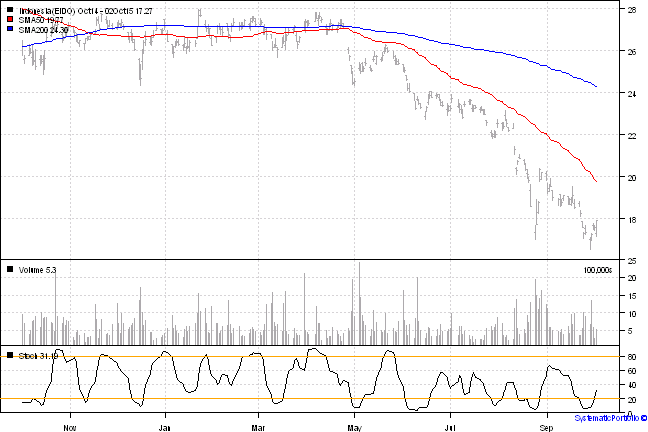 Indonesia(EIDO) Oct14 - 02Oct15 17.27
SMA50 19.77
SMA200 24.30
28
26
24
22
20
18
Volume 5.3
100,000s
25
20
15
10
5
Stoch 31.19
80
60
40
20
0
Nov Jan Mar May Jul Sep
SystematicPortfolio ©